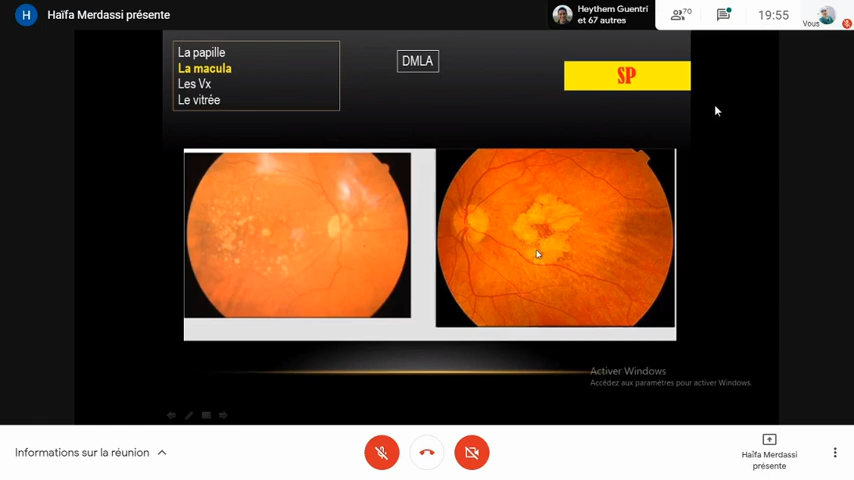 H
Haïfa Merdassi présente
Heythem Guentri
et 67 autres
70
19:55
Vous
La papille
La macula
Les Vx
Le vitrée
DMLA
SP
Activer Windows
Accédez aux paramètres pour activer Windows.
Informations sur la réunion
Haïfa Merdassi
présente